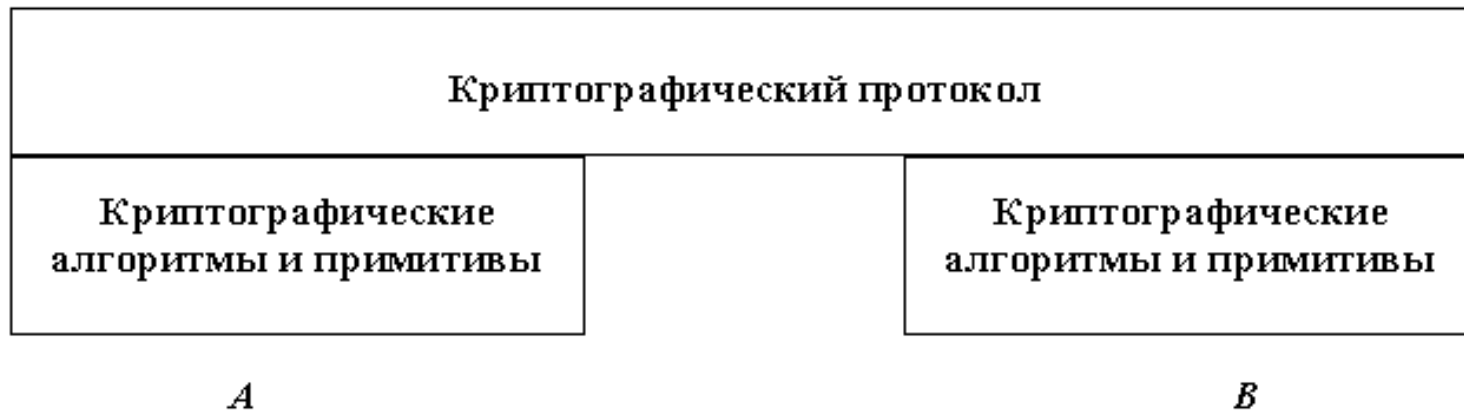 Криптографический протокол
Криптографические
алгоритмы и примитивы
Криптографические
алгоритмы и примитивы
A
B